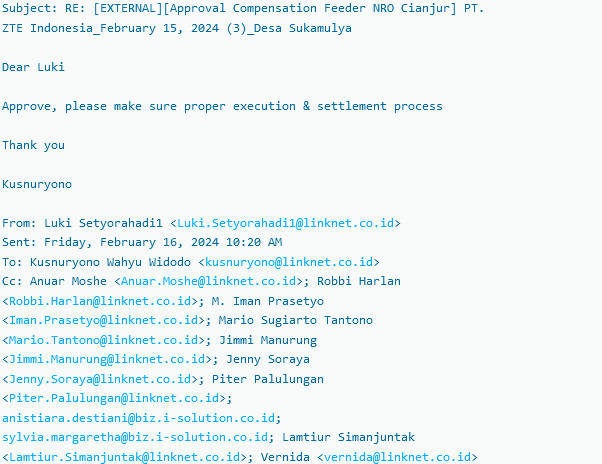 Subject: RE: [EXTERNAL][Approval Compensation Feeder NRO Cianjur] PT.
ZTE Indonesia_February 15, 2024 (3)_Desa Sukamulya
Dear Luki
Approve, please make sure proper execution & settlement process
Thank you
Kusnuryono
From: Luki Setyorahadi1 <Luki.Setyorahadi1@linknet.co.id>
Sent: Friday, February 16, 2024 10:20 AM
To: Kusnuryono Wahyu Widodo <kusnuryono@linknet.co.id>
Cc: Anuar Moshe <Anuar.Moshe@linknet.co.id>; Robbi Harlan
<Robbi.Harlan@linknet.co.id>; M. Iman Prasetyo
<Iman.Prasetyo@linknet.co.id>; Mario Sugiarto Tantono
<Mario.Tantono@linknet.co.id>; Jimmi Manurung
<Jimmi.Manurung@linknet.co.id>; Jenny Soraya
<Jenny.Soraya@linknet.co.id>; Piter Palulungan
<Piter.Palulungan@linknet.co.id>;
anistiara.destiani@biz.i-solution.co.id;
sylvia.margaretha@biz.i-solution.co.id; Lamtiur Simanjuntak
<Lamtiur.Simanjuntak@linknet.co.id>; Vernida <vernida@linknet.co.id>